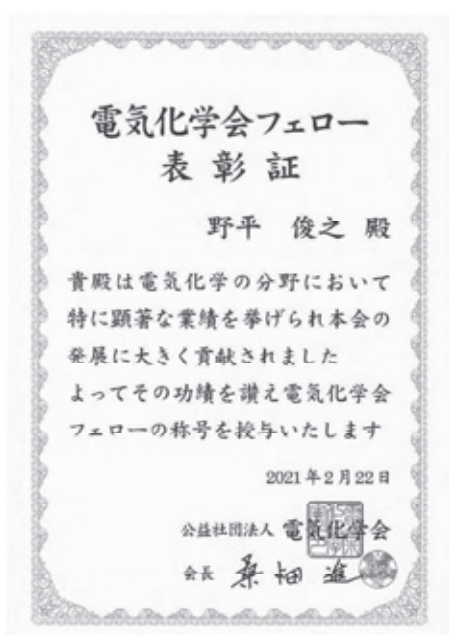 電気化学会フェロー
表彰証
野平 俊之 殿
貴殿は電気化学の分野において
特に顕著な業績を挙げられ本会の
発展に大きく貢献されました
よってその功績を讃え電気化学会
フェローの称号を授与いたします
2021年2月22日
公益社団法人 電気化学会
会長 桑畑 進